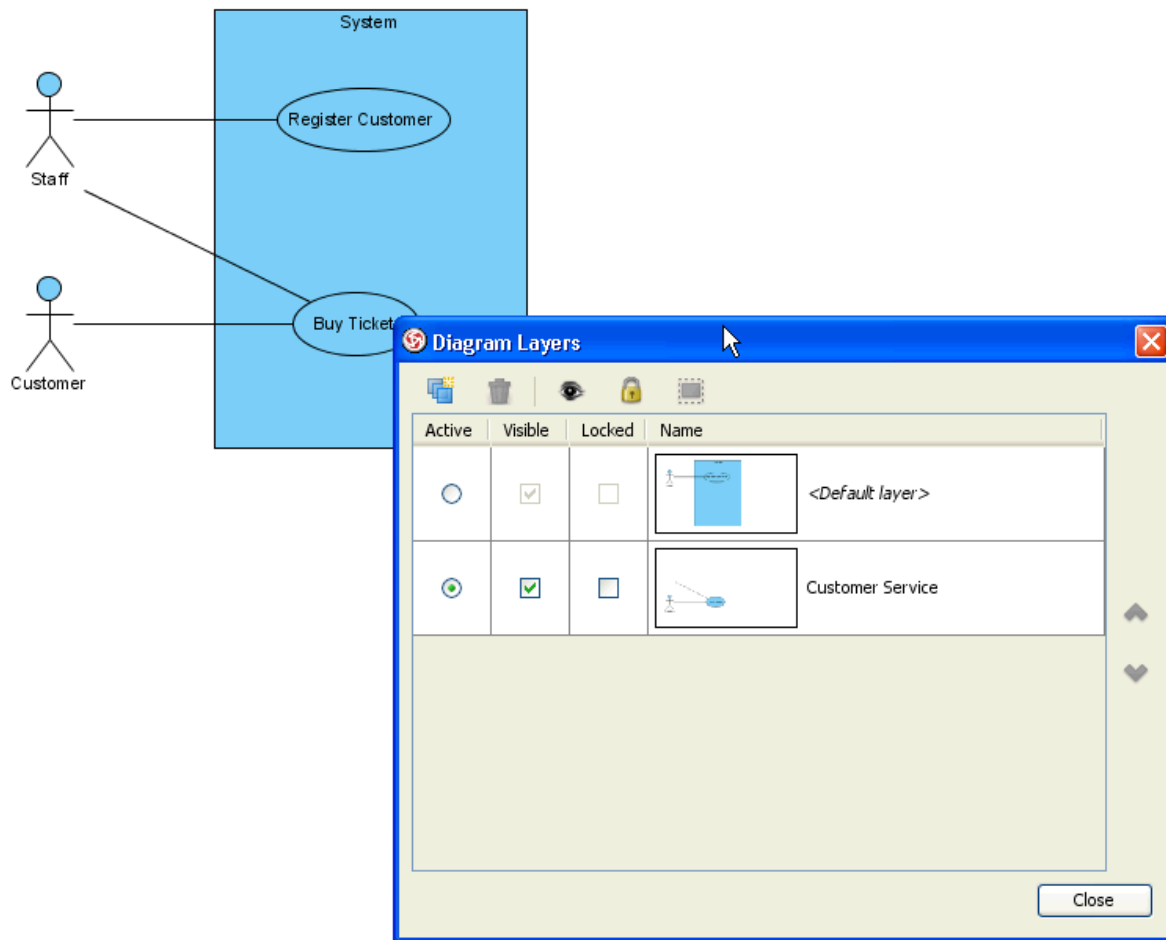 System
Register Customer
Staff
Buy Ticket
Customer
Diagram Layers
Active Visible Locked Name
<Default layer>
Customer Service
Close